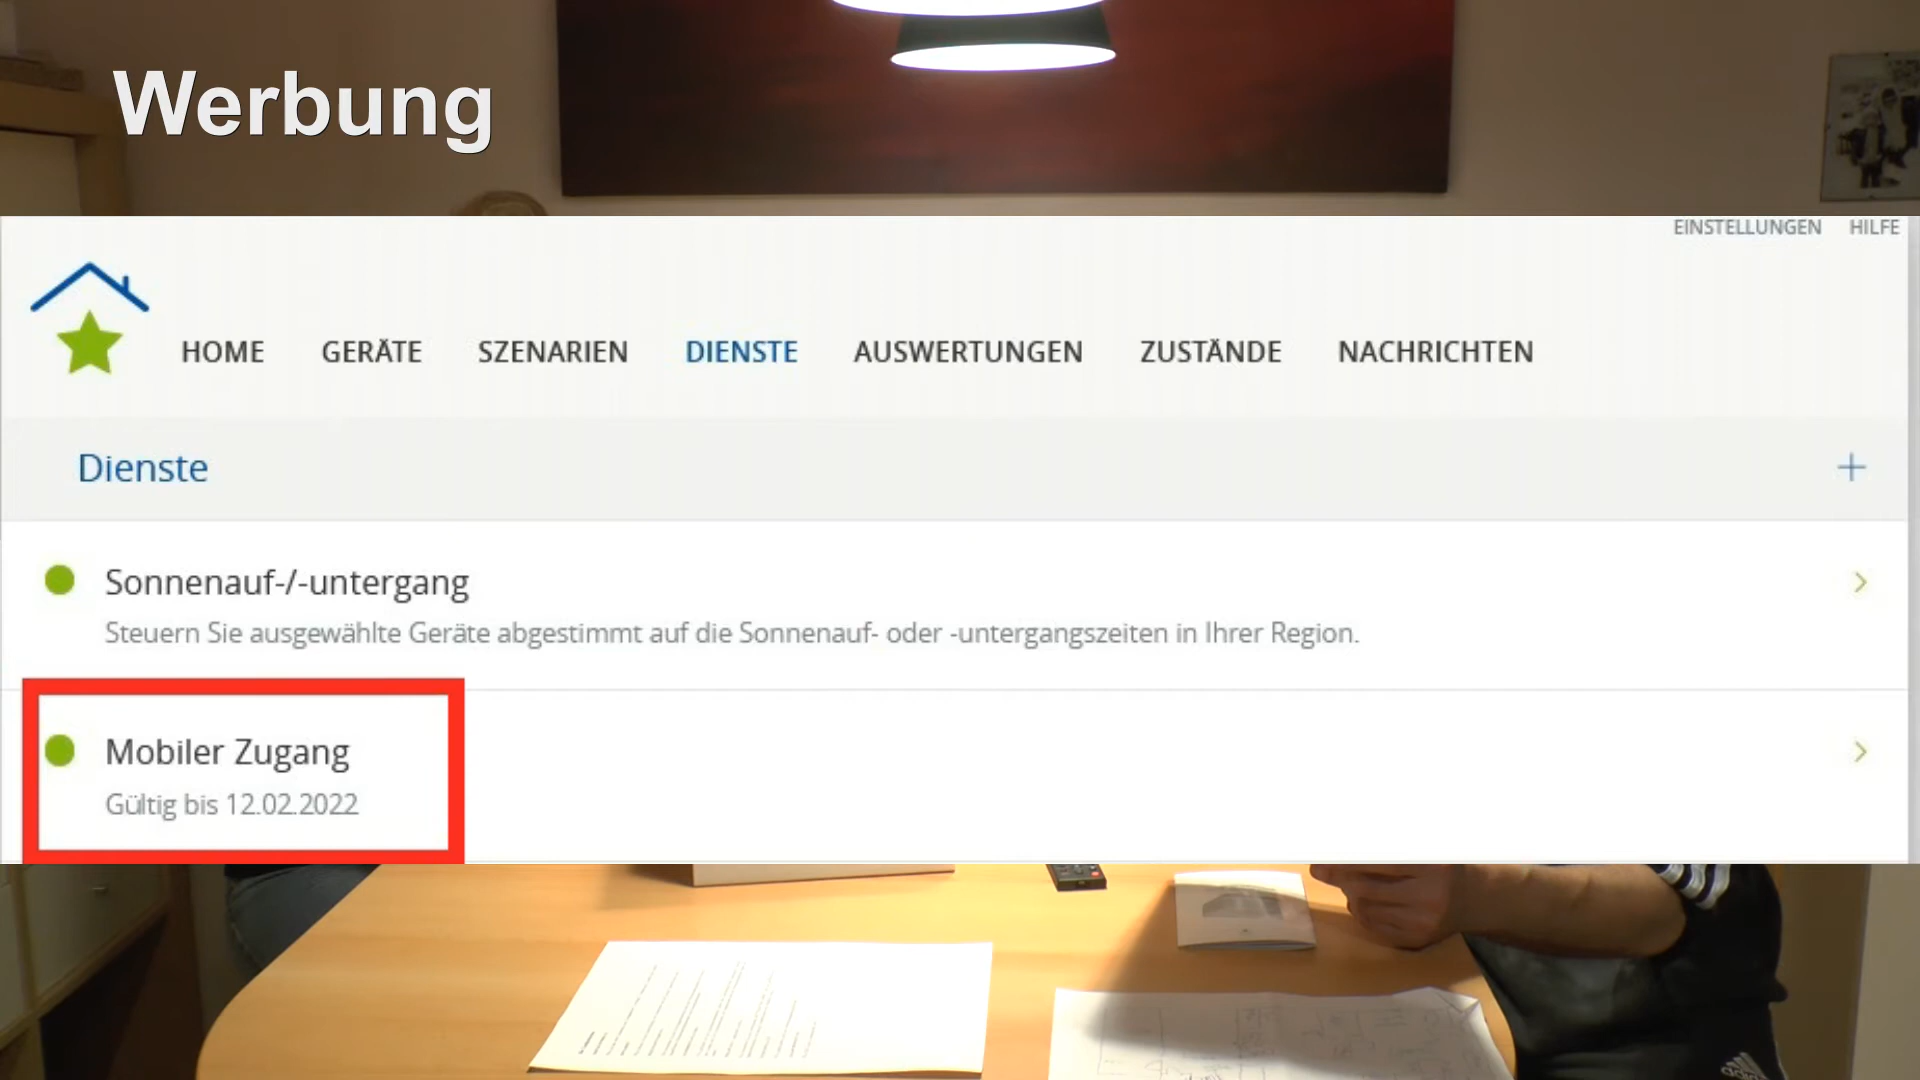 Werbung
EINSTELLUNGEN HILFE
HOME GERÄTE SZENARIEN DIENSTE AUSWERTUNGEN ZUSTÄNDE NACHRICHTEN
Dienste
Sonnenauf-/-untergang
Steuern Sie ausgewählte Geräte abgestimmt auf die Sonnenauf- oder -untergangszeiten in Ihrer Region.
Mobiler Zugang
Gültig bis 12.02.2022